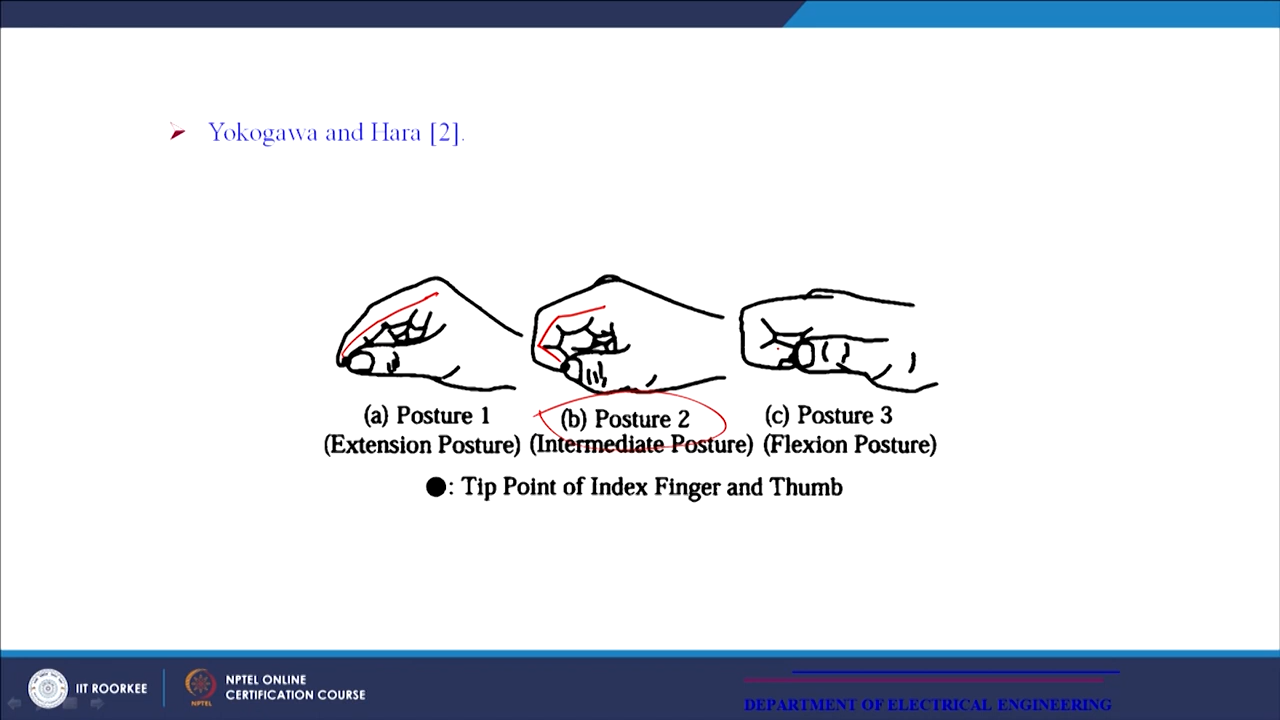 Yokogawa and Hara [2].
(a) Posture 1 (b) Posture 2 (c) Posture 3
(Extension Posture) (Intermediate Posture) (Flexion Posture)
●: Tip Point of Index Finger and Thumb
IIT ROORKEE
NPTEL
NPTEL ONLINE
CERTIFICATION COURSE
DEPARTMENT OF ELECTRICAL ENGINEERING